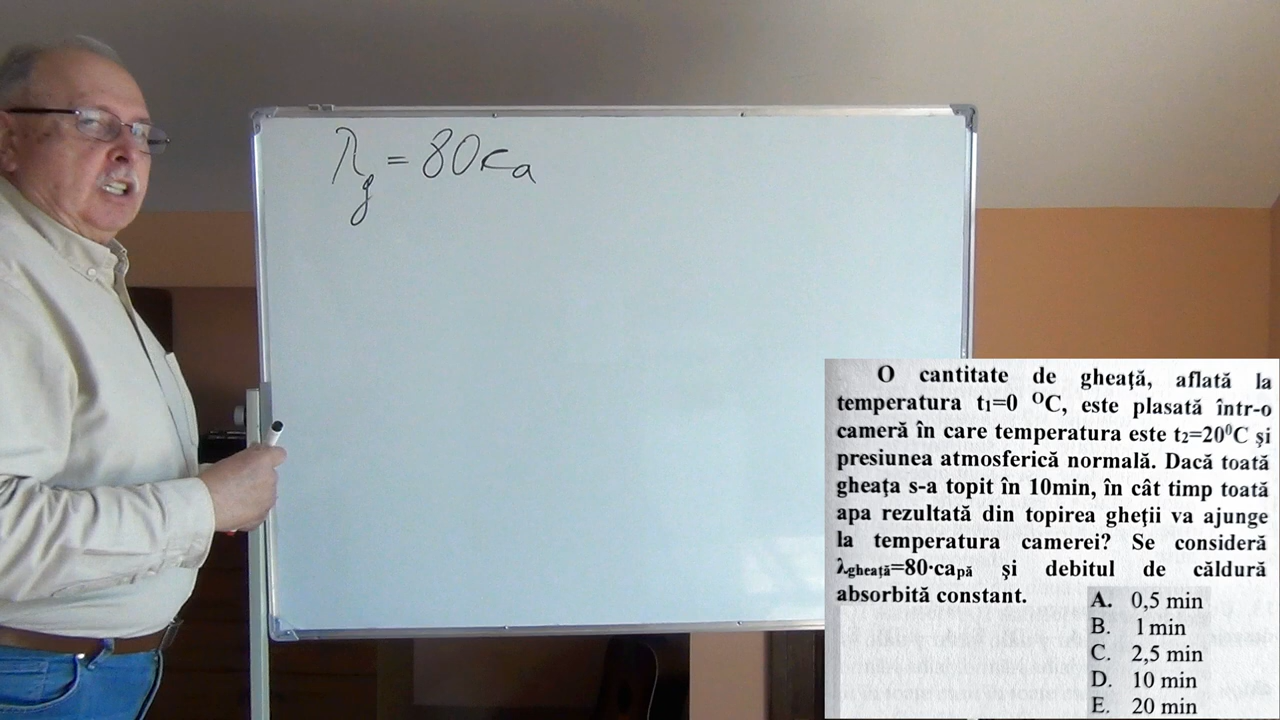 λg = 80ca
O cantitate de gheaţă, aflată la
temperatura t1=0 OC, este plasată într-o
cameră în care temperatura este t2=20⁰C şi
presiunea atmosferică normală. Dacă toată
gheaţa s-a topit în 10min, în cât timp toată
apa rezultată din topirea gheţii va ajunge
la temperatura camerei? Se consideră
λgheaţă=80·capă şi debitul de căldură
absorbită constant.
A. 0,5 min
B. 1 min
C. 2,5 min
D. 10 min
E. 20 min